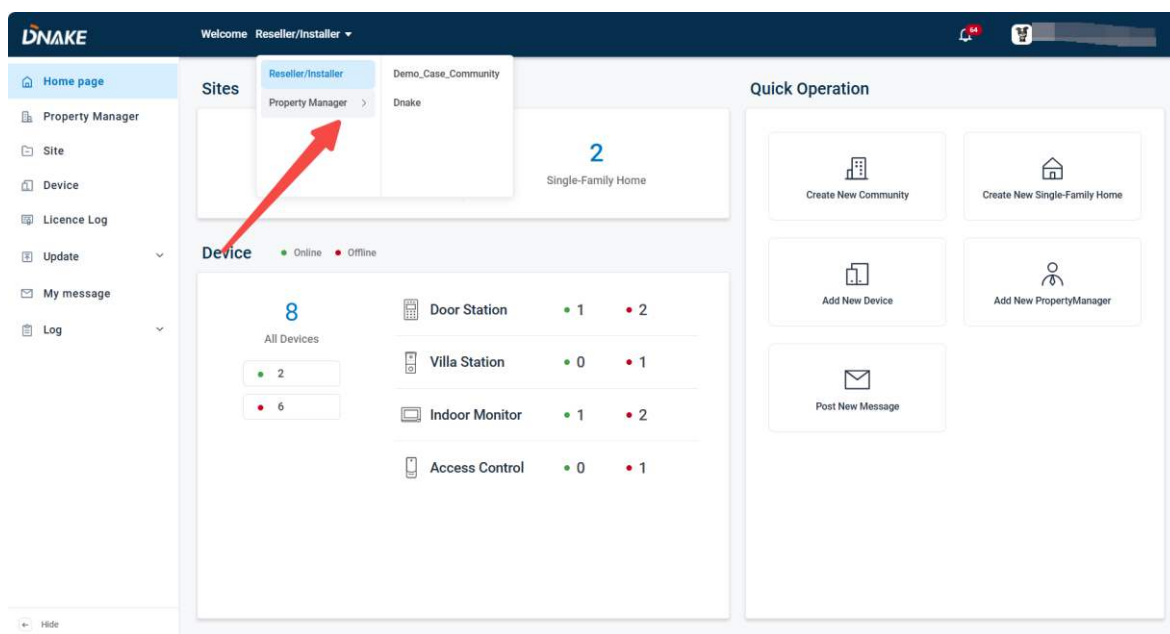 DNAKE
Welcome Reseller/Installer
64
Home page
Property Manager
Site
Device
Licence Log
Update
My message
Log
Hide
Reseller/Installer
Property Manager
Demo_Case_Community
Dnake
Sites
2
Single-Family Home
Device
Online
Offline
8
All Devices
2
6
Door Station 1 2
Villa Station 0 1
Indoor Monitor 1 2
Access Control 0 1
Quick Operation
Create New Community
Create New Single-Family Home
Add New Device
Add New PropertyManager
Post New Message